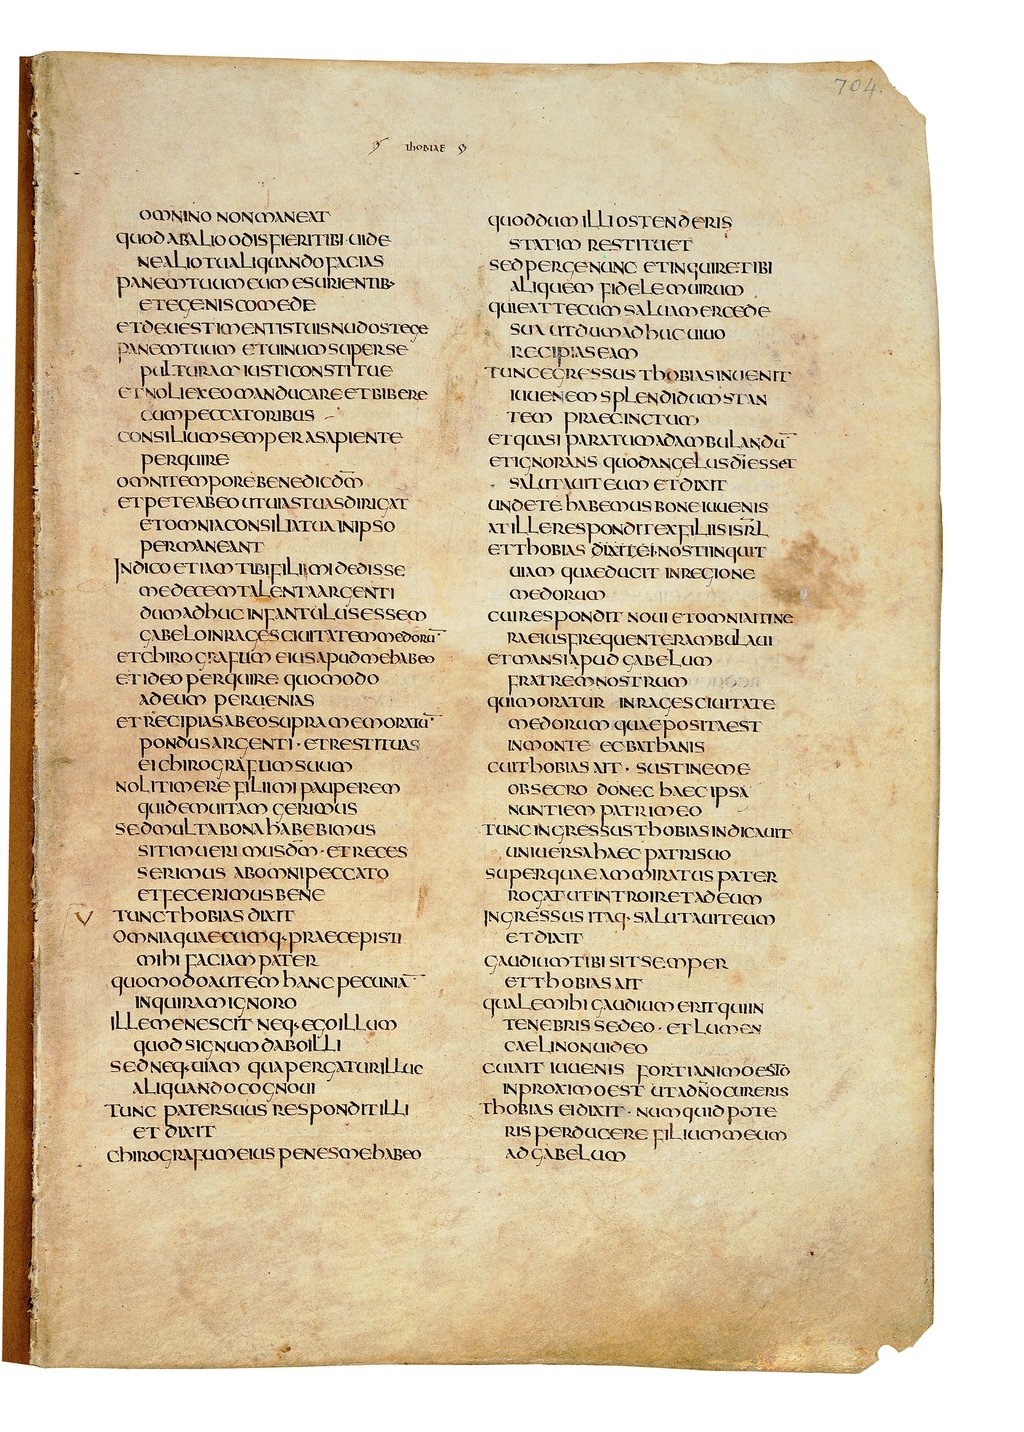 704
THOBIAE
OMNINO NON MANEAT
QUOD AB ALIO ODIS FIERI TIBI · UIDE
NE ALIO TU ALIQUANDO FACIAS
PANEM TUUM CUM ESURIENTIB·
ET EGENIS COMEDE
ET DE UESTIMENTIS TUIS NUDOS TEGE
PANEM TUUM ET UINUM SUPER SE
PULTURAM IUSTI CONSTITUE
ET NOLI EX EO MANDUCARE ET BIBERE
CUM PECCATORIBUS
CONSILIUM SEMPER A SAPIENTE
PERQUIRE
OMNI TEMPORE BENEDIC DM̄
ET PETE AB EO UT UIAS TUAS DIRIGAT
ET OMNIA CONSILIA TUA IN IPSO
PERMANEANT
INDICO ETIAM TIBI FILI MI DEDISSE
ME DECEM TALENTA ARGENTI
DUM ADHUC INFANTULUS ESSEM
GABELO IN RAGES CIUITATEM MEDORŪ
ET CHIROGRAFUM EIUS APUD ME HABEO
ET IDEO PERQUIRE QUOMODO
AD EUM PERUENIAS
ET RECIPIAS AB EO SUPRA MEMORATŪ
PONDUS ARGENTI · ET RESTITUAS
EI CHIROGRAFUM SUUM
NOLI TIMERE FILI MI PAUPEREM
QUIDEM UITAM GERIMUS
SED MULTA BONA HABEBIMUS
SI TIMUERIMUS DM̄ · ET RECES
SERIMUS AB OMNI PECCATO
ET FECERIMUS BENE
V TUNC THOBIAS DIXIT
OMNIA QUAECUMQ· PRAECEPISTI
MIHI FACIAM PATER
QUOMODO AUTEM HANC PECUNIĀ
INQUIRAM IGNORO
ILLE ME NESCIT NEQ· EGO ILLUM
QUOD SIGNUM DABO ILLI
SED NEQ· UIAM QUA PERGATUR ILLUC
ALIQUANDO COGNOUI
TUNC PATER SUUS RESPONDIT ILLI
ET DIXIT
CHIROGRAFUM EIUS PENES ME HABEO
QUOD DUM ILLI OSTENDERIS
STATIM RESTITUET
SED PERGE NUNC ET INQUIRE TIBI
ALIQUEM FIDELEM UIRUM
QUI EAT TECUM SALUA MERCEDE
SUA UT DUM ADHUC UIUO
RECIPIAS EAM
TUNC EGRESSUS THOBIAS INUENIT
IUUENEM SPLENDIDUM STAN
TEM PRAECINCTUM
ET QUASI PARATUM AD AMBULANDŪ
ET IGNORANS QUOD ANGELUS DĪ ESSET
SALUTAUIT EUM ET DIXIT
UNDE TE HABEMUS BONE IUUENIS
AT ILLE RESPONDIT EX FILIIS ISRL̄
ET THOBIAS DIXIT EI · NOSTI INQUIT
UIAM QUAE DUCIT IN REGIONE
MEDORUM
CUI RESPONDIT NOUI ET OMNIA ITINE
RA EIUS FREQUENTER AMBULAUI
ET MANSI APUD GABELUM
FRATREM NOSTRUM
QUI MORATUR IN RAGES CIUITATE
MEDORUM QUAE POSITA EST
IN MONTE ECBATHANIS
CUI THOBIAS AIT · SUSTINE ME
OBSECRO DONEC HAEC IPSA
NUNTIEM PATRI MEO
TUNC INGRESSUS THOBIAS INDICAUIT
UNIUERSA HAEC PATRI SUO
SUPER QUAE AMMIRATUS PATER
ROGAT UT INTROIRET AD EUM
INGRESSUS ITAQ· SALUTAUIT EUM
ET DIXIT
GAUDIUM TIBI SIT SEMPER
ET THOBIAS AIT
QUALE MIHI GAUDIUM ERIT QUI IN
TENEBRIS SEDEO · ET LUMEN
CAELI NON UIDEO
CUI AIT IUUENIS FORTI ANIMO ESTO
IN PROXIMO EST UT A DÑO CURERIS
THOBIAS EI DIXIT · NUMQUID POTE
RIS PERDUCERE FILIUM MEUM
AD GABELUM